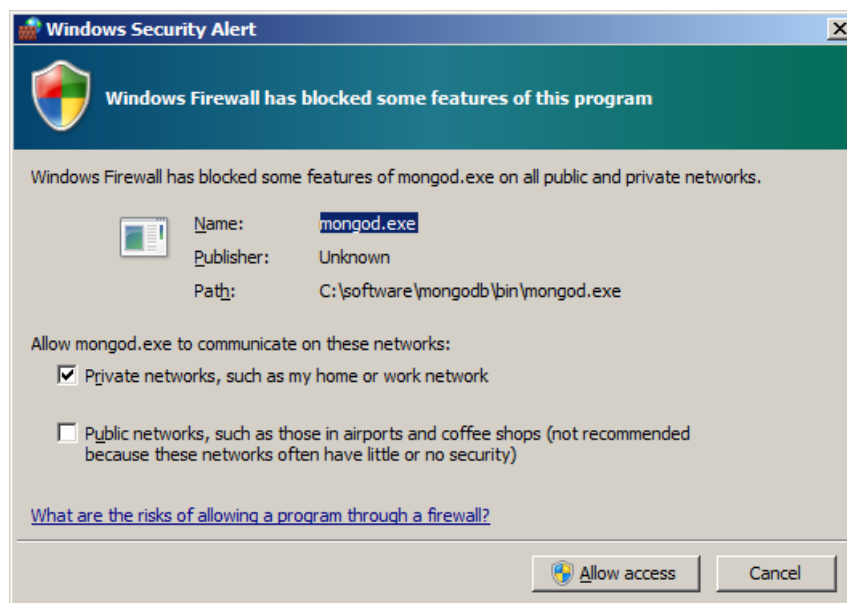 Windows Security Alert
Windows Firewall has blocked some features of this program
Windows Firewall has blocked some features of mongod.exe on all public and private networks.
Name: mongod.exe
Publisher: Unknown
Path: C:\software\mongodb\bin\mongod.exe
Allow mongod.exe to communicate on these networks:
Private networks, such as my home or work network
Public networks, such as those in airports and coffee shops (not recommended
because these networks often have little or no security)
What are the risks of allowing a program through a firewall?
Allow access Cancel